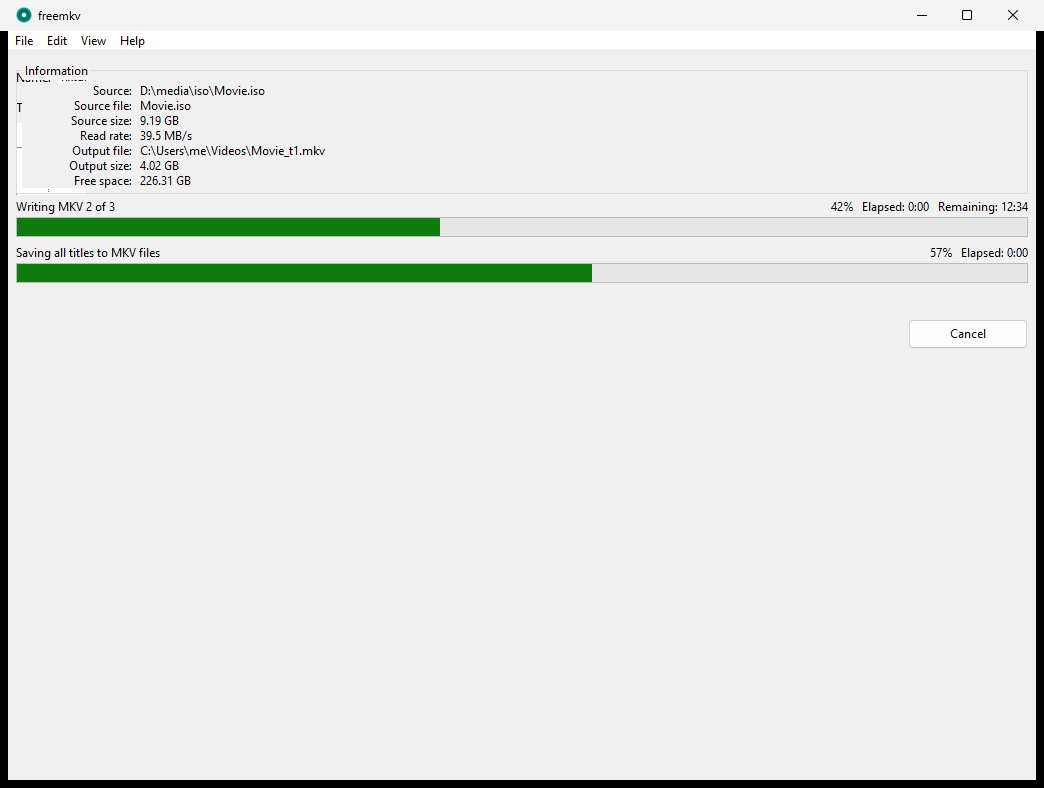 freemkv
File Edit View Help
Information
Source: D:\media\iso\Movie.iso
Source file: Movie.iso
Source size: 9.19 GB
Read rate: 39.5 MB/s
Output file: C:\Users\me\Videos\Movie_t1.mkv
Output size: 4.02 GB
Free space: 226.31 GB
Writing MKV 2 of 3 42% Elapsed: 0:00 Remaining: 12:34
Saving all titles to MKV files 57% Elapsed: 0:00
Cancel